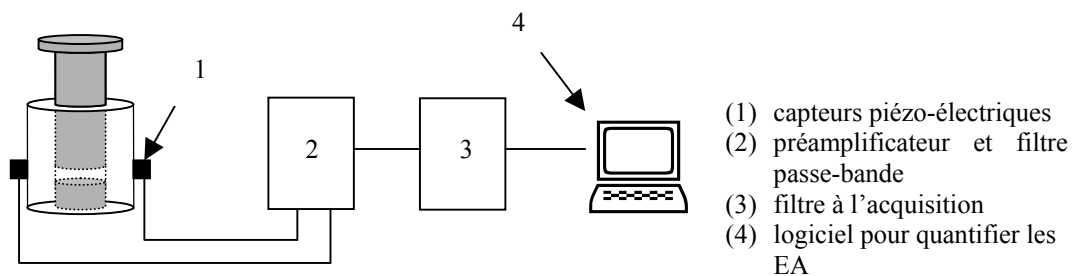 4
1
2
3
(1) capteurs piézo-électriques
(2) préamplificateur et filtre
passe-bande
(3) filtre à l’acquisition
(4) logiciel pour quantifier les
EA